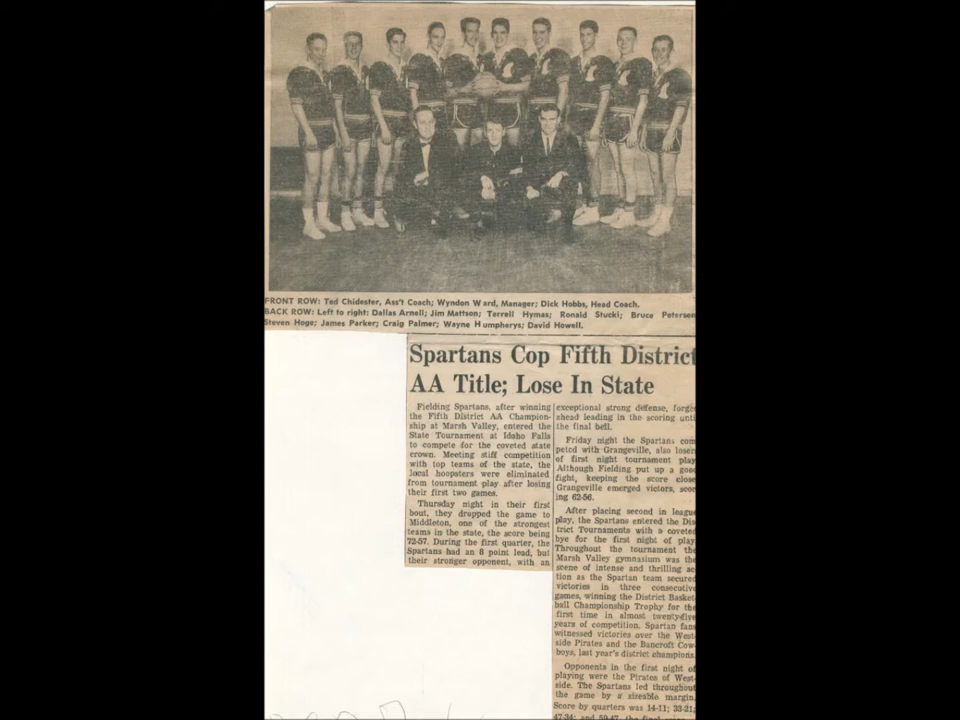 FRONT ROW: Ted Chidester, Ass't Coach; Wyndon Ward, Manager; Dick Hobbs, Head Coach.
BACK ROW: Left to right: Dallas Arnell; Jim Mattson; Terrell Hymas; Ronald Stucki; Bruce Petersen
Steven Hoge; James Parker; Craig Palmer; Wayne Humpherys; David Howell.
Spartans Cop Fifth District
AA Title; Lose In State
Fielding Spartans, after winning
the Fifth District AA Champion-
ship at Marsh Valley, entered the
State Tournament at Idaho Falls
to compete for the coveted state
crown. Meeting stiff competition
with top teams of the state, the
local hoopsters were eliminated
from tournament play after losing
their first two games.
Thursday night in their first
bout, they dropped the game to
Middleton, one of the strongest
teams in the state, the score being
72-57. During the first quarter, the
Spartans had an 8 point lead, but
their stronger opponent, with an
exceptional strong defense, forged
ahead leading in the scoring until
the final bell.
Friday night the Spartans com
peted with Grangeville, also losers
of first night tournament play
Although Fielding put up a good
fight, keeping the score close
Grangeville emerged victors, scor
ing 62-56.
After placing second in league
play, the Spartans entered the Dis
trict Tournaments with a coveted
bye for the first night of play
Throughout the tournament the
Marsh Valley gymnasium was the
scene of intense and thrilling ac
tion as the Spartan team secured
victories in three consecutive
games, winning the District Basket
ball Championship Trophy for the
first time in almost twenty-five
years of competition. Spartan fans
witnessed victories over the West-
side Pirates and the Bancroft Cow-
boys, last year's district champions.
Opponents in the first night of
playing were the Pirates of West-
side. The Spartans led throughout
the game by a sizeable margin.
Score by quarters was 14-11; 33-21;
47-34; and 59-47, the final